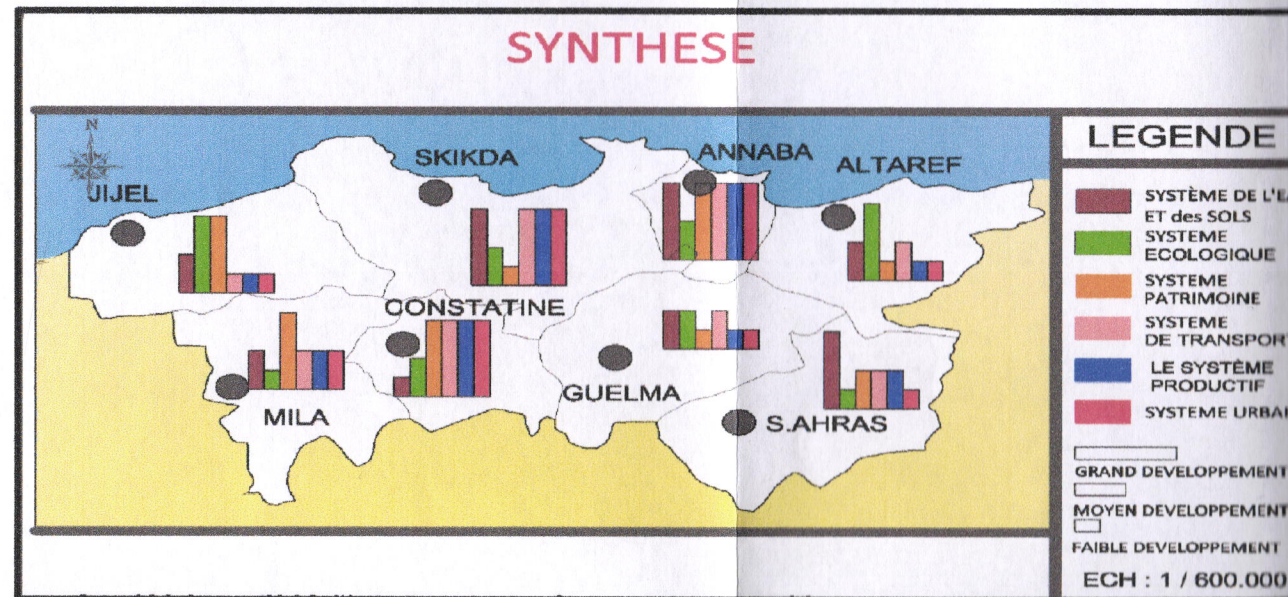 SYNTHESE
N
JIJEL
SKIKDA
ANNABA
ALTAREF
CONSTATINE
GUELMA
MILA
S.AHRAS
LEGENDE
SYSTÈME DE L'E
ET des SOLS
SYSTEME
ECOLOGIQUE
SYSTEME
PATRIMOINE
SYSTEME
DE TRANSPOR
LE SYSTÈME
PRODUCTIF
SYSTEME URBA
GRAND DEVELOPPEMENT
MOYEN DEVELOPPEMENT
FAIBLE DEVELOPPEMENT
ECH : 1 / 600.000